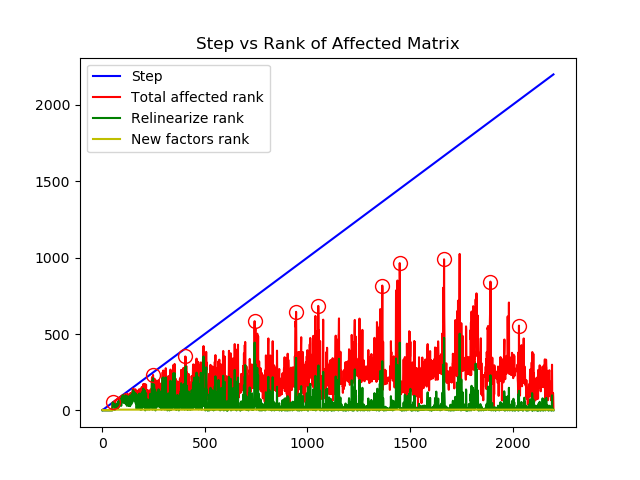 Step vs Rank of Affected Matrix
Step
Total affected rank
Relinearize rank
New factors rank
2000
1500
1000
500
0
0 500 1000 1500 2000